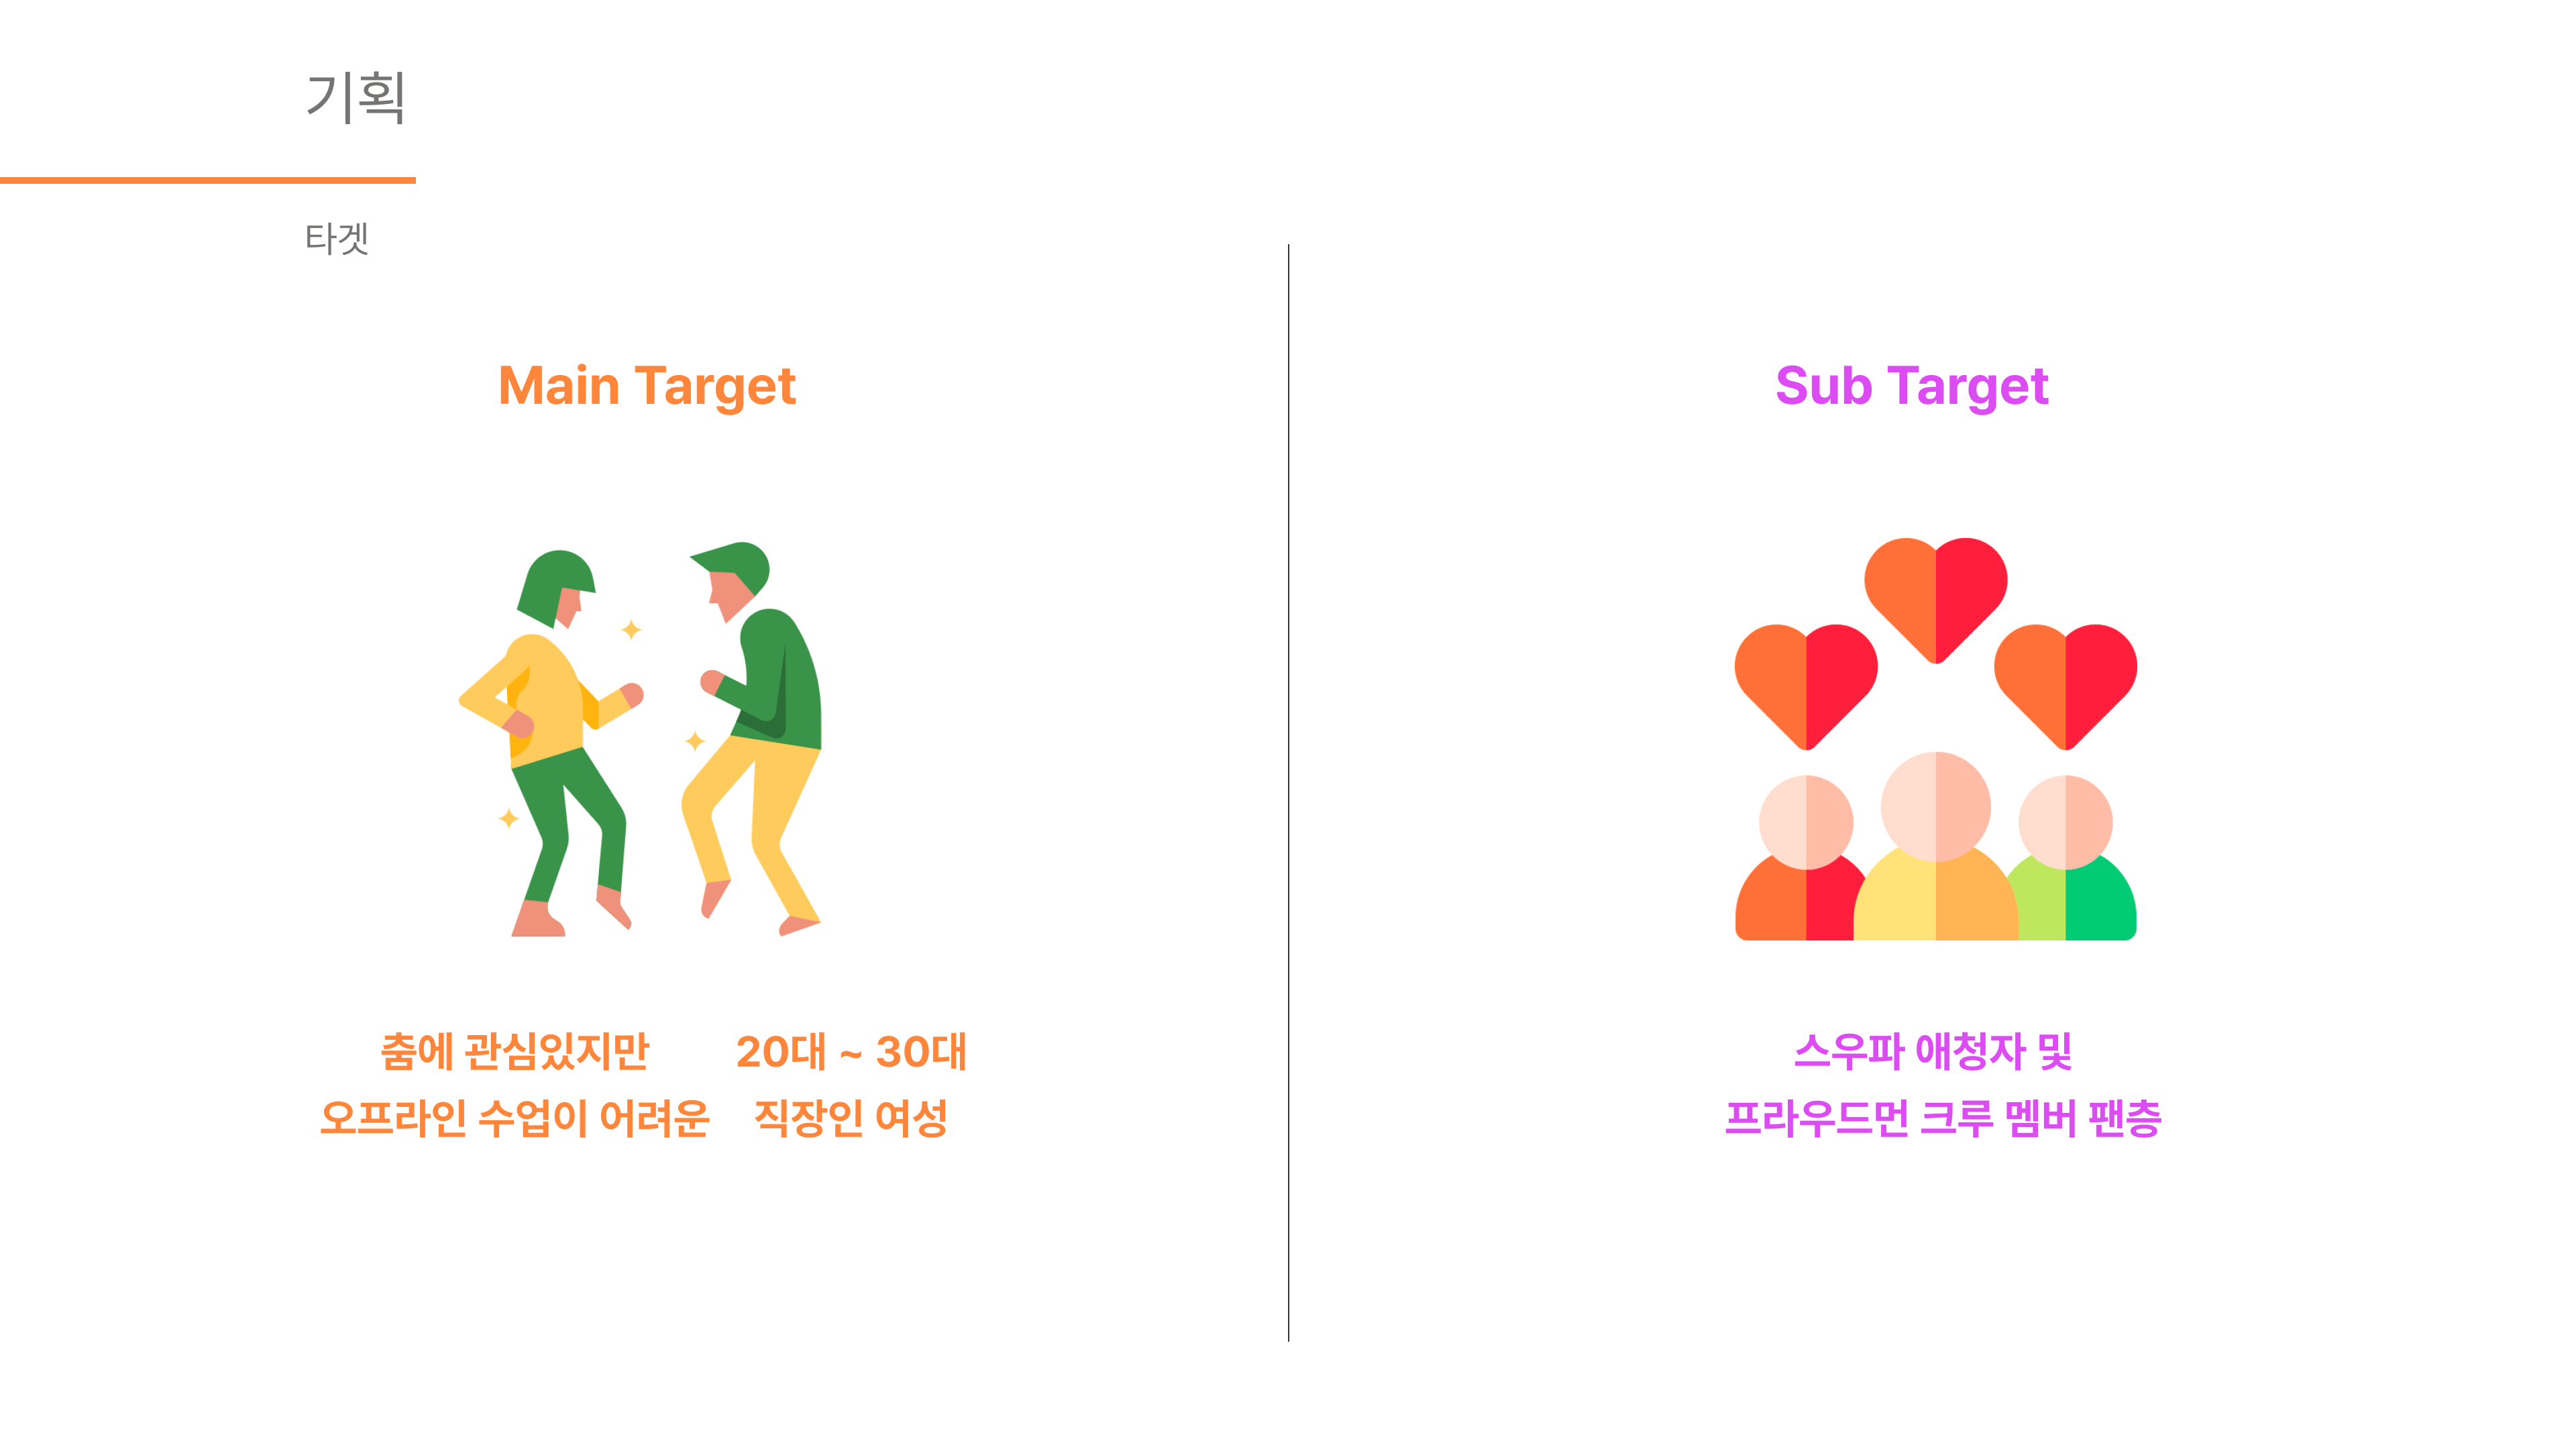 기획
타겟
Main Target
춤에 관심있지만
오프라인 수업이 어려운
20대 ~ 30대
직장인 여성
Sub Target
스우파 애청자 및
프라우드먼 크루 멤버 팬층